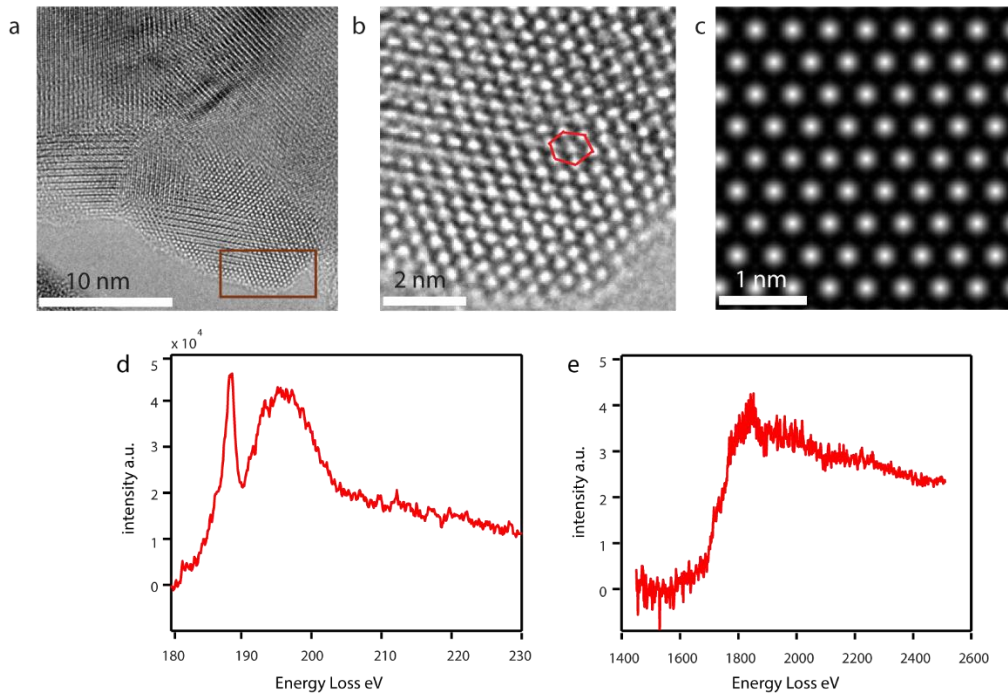 a
b
c
10 nm
2 nm
1 nm
d
x 10⁴
5
4
3
2
1
0
intensity a.u.
180 190 200 210 220 230
Energy Loss eV
e
5
4
3
2
1
0
intensity a.u.
1400 1600 1800 2000 2200 2400 2600
Energy Loss eV